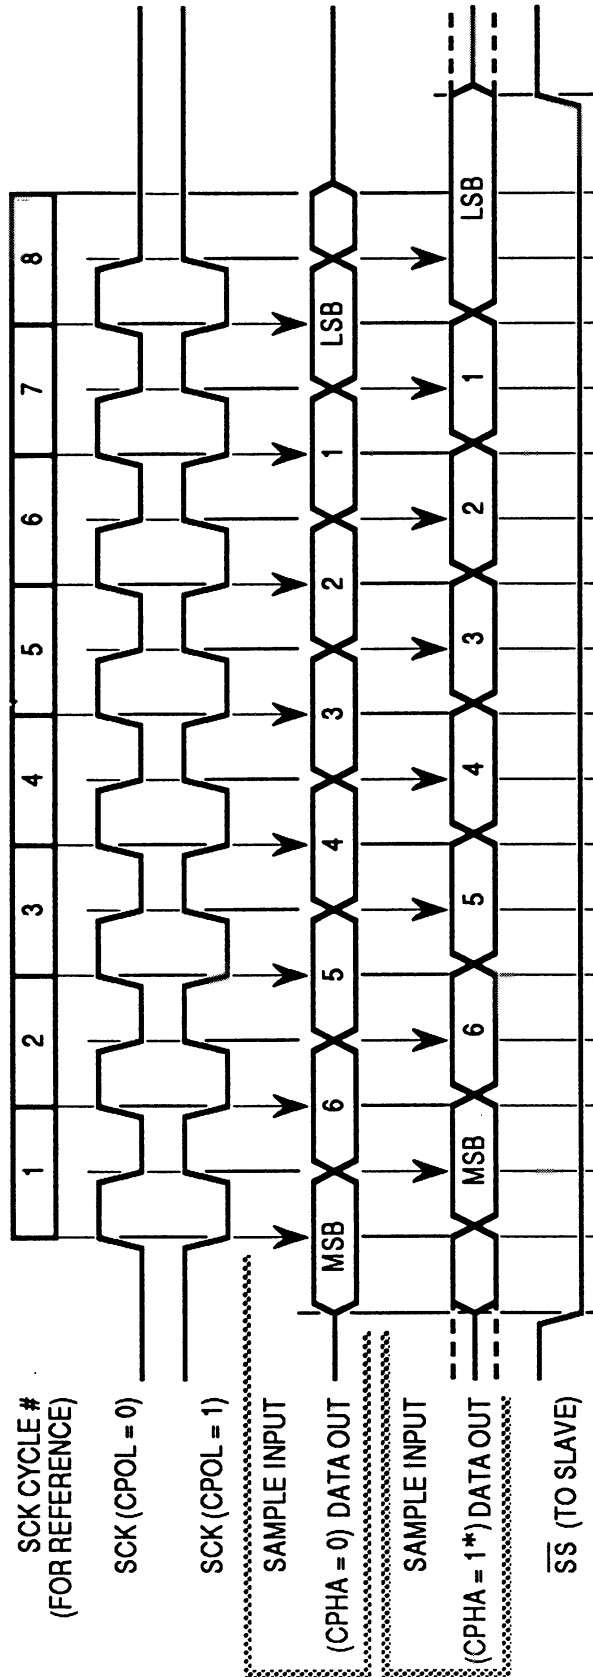 SCK CYCLE #
(FOR REFERENCE)
1 2 3 4 5 6 7 8
SCK (CPOL = 0)
SCK (CPOL = 1)
SAMPLE INPUT
(CPHA = 0) DATA OUT
MSB 6 5 4 3 2 1 LSB
SAMPLE INPUT
(CPHA = 1*) DATA OUT
MSB 6 5 4 3 2 1 LSB
SS (TO SLAVE)